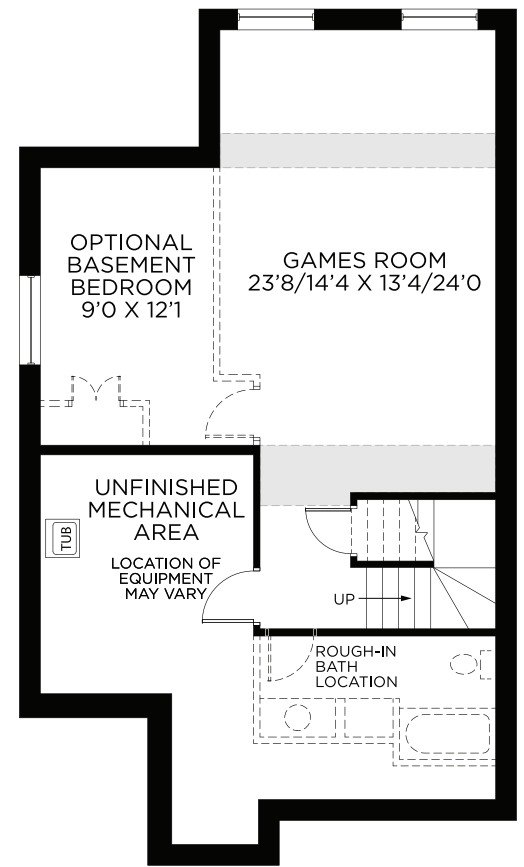 OPTIONAL
BASEMENT
BEDROOM
9'0 X 12'1
GAMES ROOM
23'8/14'4 X 13'4/24'0
UNFINISHED
MECHANICAL
AREA
LOCATION OF
EQUIPMENT
MAY VARY
TUB
UP
ROUGH-IN
BATH
LOCATION